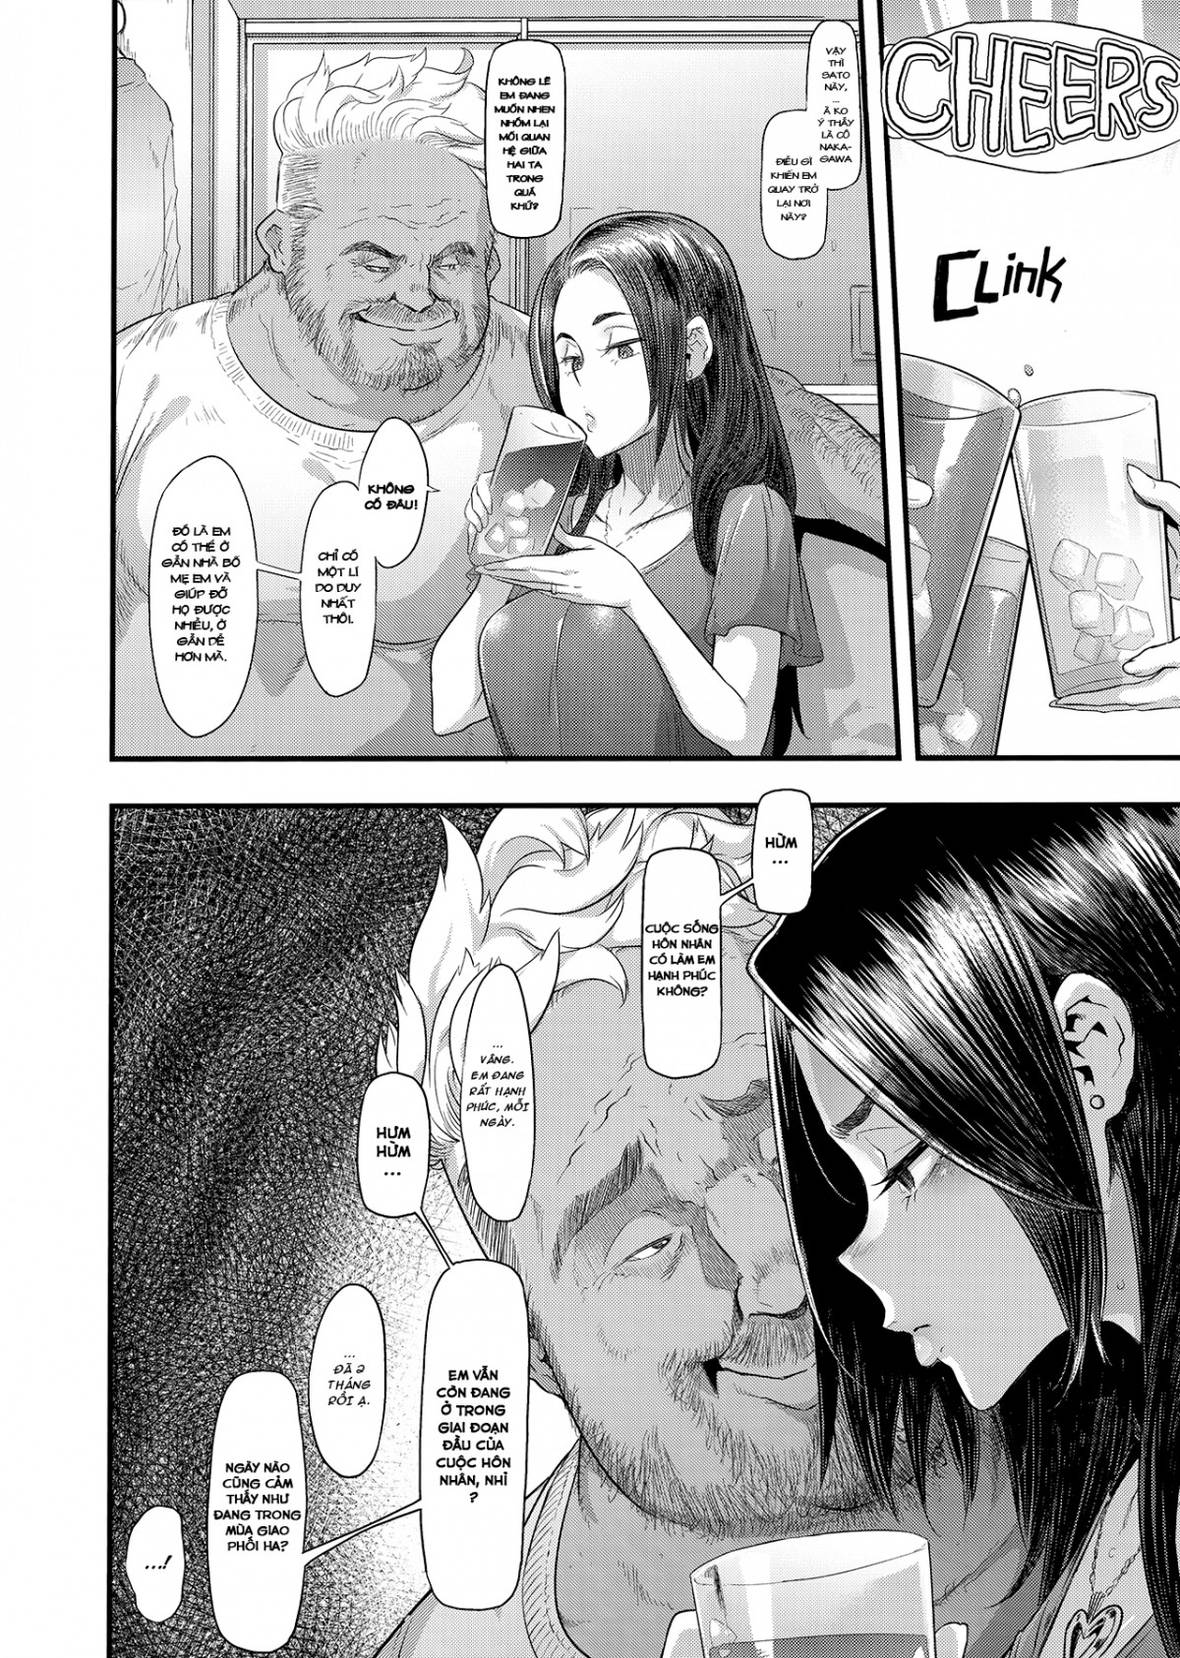 CHEERS
CLINK
VẬY
THÌ
SATO
NÀY,
...
À KO
Ý THẦY
LÀ CÔ
NAKA-
GAWA
ĐIỀU GÌ
KHIẾN EM
QUAY TRỞ
LẠI NƠI
NÀY?
KHÔNG LẼ
EM ĐANG
MUỐN NHEN
NHÓM LẠI
MỐI QUAN
HỆ GIỮA
HAI TA
TRONG
QUÁ
KHỨ?
KHÔNG
CÓ ĐÂU!
CHỈ CÓ
MỘT LÍ
DO DUY
NHẤT
THÔI.
ĐÓ LÀ EM
CÓ THỂ Ở
GẦN NHÀ BỐ
MẸ EM VÀ
GIÚP ĐỠ
HỌ ĐƯỢC
NHIỀU, Ở
GẦN DỄ
HƠN MÀ.
HỪM
...
CUỘC SỐNG
HÔN NHÂN
CÓ LÀM EM
HẠNH PHÚC
KHÔNG?
...
VÂNG.
EM ĐANG
RẤT HẠNH
PHÚC, MỖI
NGÀY.
HƯM
HỪM
...
EM VẪN
CÒN ĐANG
Ở TRONG
GIAI ĐOẠN
ĐẦU CỦA
CUỘC HÔN
NHÂN, NHỈ
?
...
ĐÃ 2
THÁNG
RỒI Ạ.
NGÀY NÀO
CŨNG CẢM
THẤY NHƯ
ĐANG TRONG
MÙA GIAO
PHỐI HA?
...!